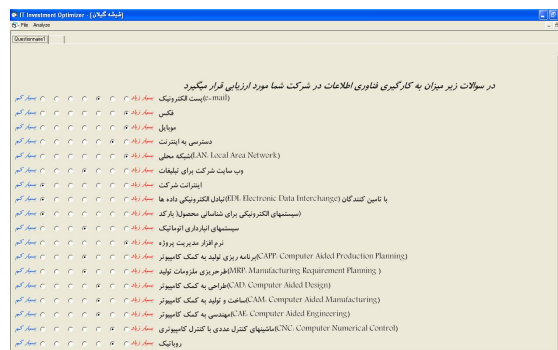 IT Investment Optimizer - [شیشه گیلان]
File Analyze
Questionnaire1
در سوالات زیر میزان به کارگیری فناوری اطلاعات در شرکت شما مورد ارزیابی قرار میگیرد
پست الکترونیک(e-mail) بسیار زیاد بسیار کم
فکس بسیار زیاد بسیار کم
موبایل بسیار زیاد بسیار کم
دسترسی به اینترنت بسیار زیاد بسیار کم
شبکه محلی(LAN: Local Area Network) بسیار زیاد بسیار کم
وب سایت شرکت برای تبلیغات بسیار زیاد بسیار کم
اینترانت شرکت بسیار زیاد بسیار کم
تبادل الکترونیکی داده ها(EDI: Electronic Data Interchange) با تامین کنندگان بسیار زیاد بسیار کم
سیستمهای الکترونیکی برای شناسائی محصول( بار کد) بسیار زیاد بسیار کم
سیستمهای انبارداری اتوماتیک بسیار زیاد بسیار کم
نرم افزار مدیریت پروژه بسیار زیاد بسیار کم
برنامه ریزی تولید به کمک کامپیوتر(CAPP: Computer Aided Production Planning) بسیار زیاد بسیار کم
طرحریزی ملزومات تولید(MRP: Manufacturing Requirement Planning ) بسیار زیاد بسیار کم
طراحی به کمک کامپیوتر(CAD: Computer Aided Design) بسیار زیاد بسیار کم
ساخت و تولید به کمک کامپیوتر(CAM: Computer Aided Manufacturing) بسیار زیاد بسیار کم
مهندسی به کمک کامپیوتر(CAE: Computer Aided Engineering) بسیار زیاد بسیار کم
ماشینهای کنترل عددی با کنترل کامپیوتری(CNC: Computer Numerical Control) بسیار زیاد بسیار کم
روباتیک بسیار زیاد بسیار کم